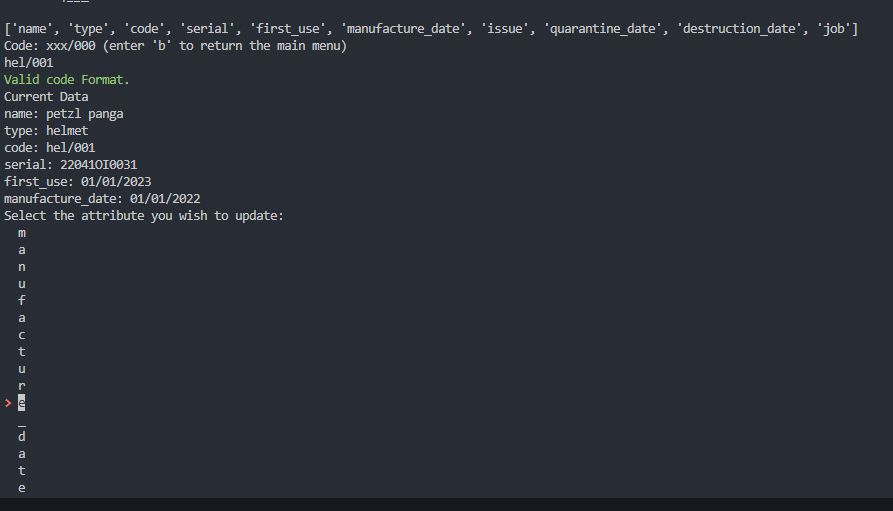 ['name', 'type', 'code', 'serial', 'first_use', 'manufacture_date', 'issue', 'quarantine_date', 'destruction_date', 'job']
Code: xxx/000 (enter 'b' to return the main menu)
hel/001
Valid code Format.
Current Data
name: petzl panga
type: helmet
code: hel/001
serial: 22041OI0031
first_use: 01/01/2023
manufacture_date: 01/01/2022
Select the attribute you wish to update:
m
a
n
u
f
a
c
t
u
r
> e
_
d
a
t
e